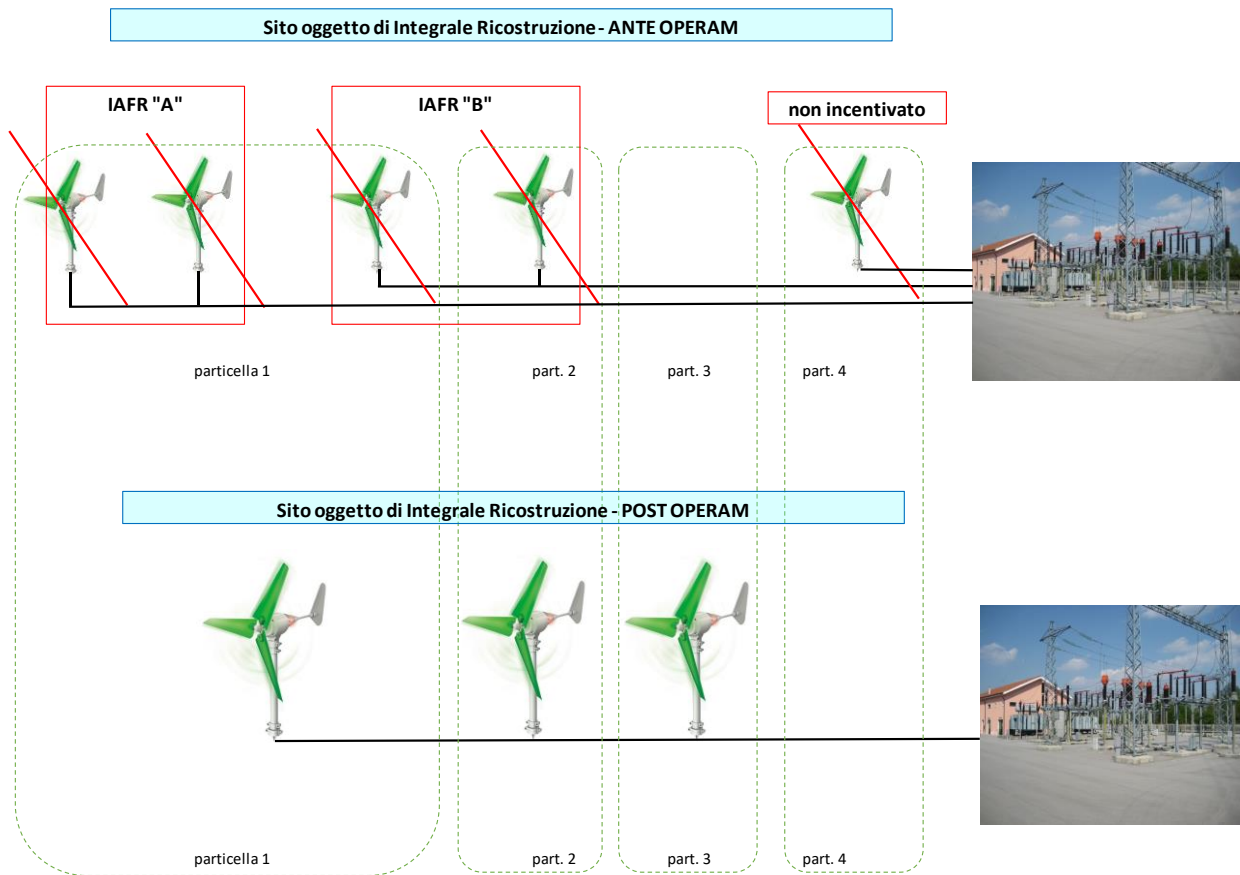 Sito oggetto di Integrale Ricostruzione - ANTE OPERAM
IAFR "A"
IAFR "B"
non incentivato
particella 1
part. 2
part. 3
part. 4
Sito oggetto di Integrale Ricostruzione - POST OPERAM
particella 1
part. 2
part. 3
part. 4